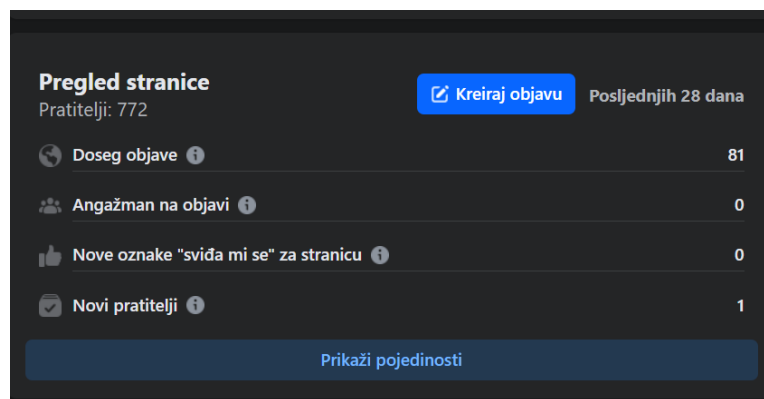 Pregled stranice
Pratitelji: 772
Kreiraj objavu
Posljednjih 28 dana
Doseg objave 81
Angažman na objavi 0
Nove oznake "sviđa mi se" za stranicu 0
Novi pratitelji 1
Prikaži pojedinosti